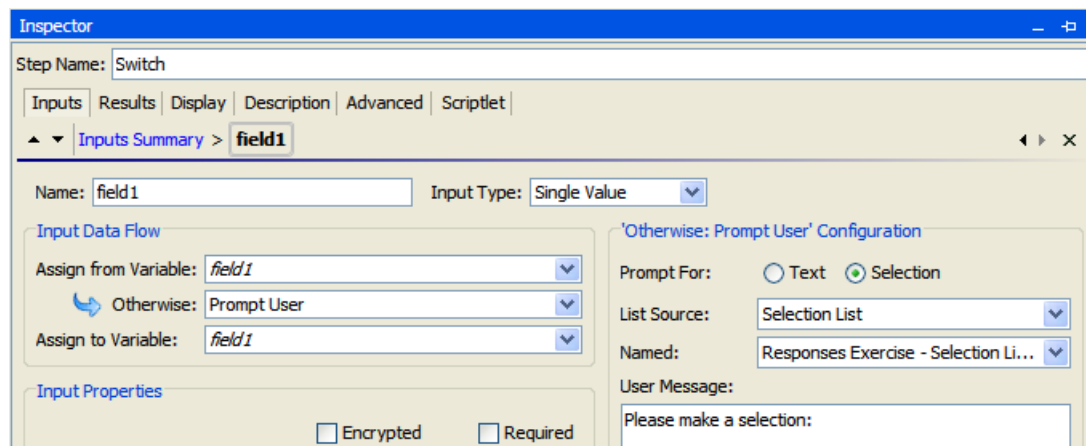 Inspector
Step Name: Switch
Inputs Results Display Description Advanced Scriptlet
Inputs Summary > field1
Name: field1 Input Type: Single Value
Input Data Flow
Assign from Variable: field1
Otherwise: Prompt User
Assign to Variable: field1
Input Properties
Encrypted Required
'Otherwise: Prompt User' Configuration
Prompt For: Text Selection
List Source: Selection List
Named: Responses Exercise - Selection Li...
User Message:
Please make a selection: